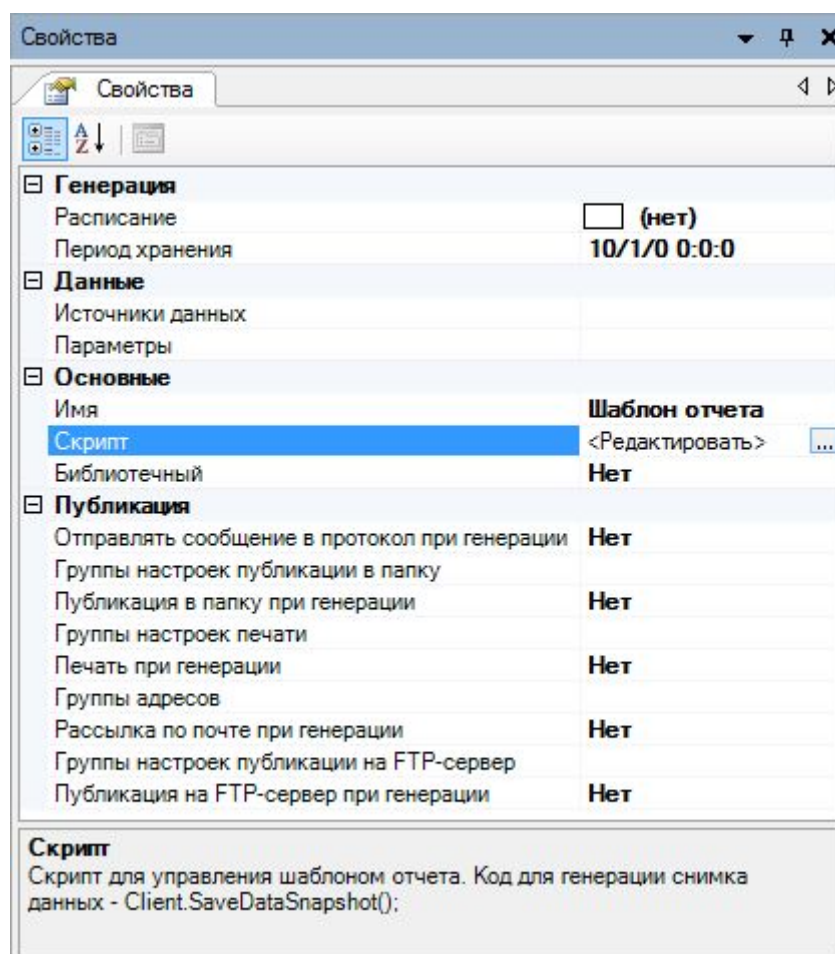 Свойства
Свойства
Генерация
Расписание (нет)
Период хранения 10/1/0 0:0:0
Данные
Источники данных
Параметры
Основные
Имя Шаблон отчета
Скрипт <Редактировать> ...
Библиотечный Нет
Публикация
Отправлять сообщение в протокол при генерации Нет
Группы настроек публикации в папку
Публикация в папку при генерации Нет
Группы настроек печати
Печать при генерации Нет
Группы адресов
Рассылка по почте при генерации Нет
Группы настроек публикации на FTP-сервер
Публикация на FTP-сервер при генерации Нет
Скрипт
Скрипт для управления шаблоном отчета. Код для генерации снимка
данных - Client.SaveDataSnapshot();